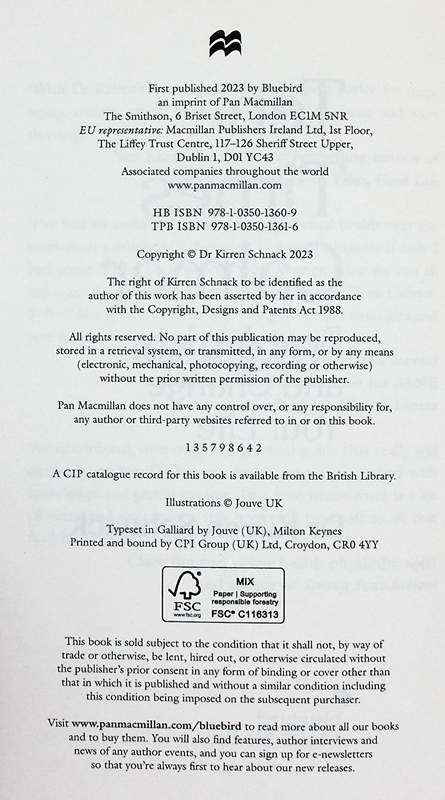 First published 2023 by Bluebird
an imprint of Pan Macmillan
The Smithson, 6 Briset Street, London EC1M 5NR
EU representative: Macmillan Publishers Ireland Ltd, 1st Floor,
The Liffey Trust Centre, 117–126 Sheriff Street Upper,
Dublin 1, D01 YC43
Associated companies throughout the world
www.panmacmillan.com
HB ISBN 978-1-0350-1360-9
TPB ISBN 978-1-0350-1361-6
Copyright © Dr Kirren Schnack 2023
The right of Kirren Schnack to be identified as the
author of this work has been asserted by her in accordance
with the Copyright, Designs and Patents Act 1988.
All rights reserved. No part of this publication may be reproduced,
stored in a retrieval system, or transmitted, in any form, or by any means
(electronic, mechanical, photocopying, recording or otherwise)
without the prior written permission of the publisher.
Pan Macmillan does not have any control over, or any responsibility for,
any author or third-party websites referred to in or on this book.
1 3 5 7 9 8 6 4 2
A CIP catalogue record for this book is available from the British Library.
Illustrations © Jouve UK
Typeset in Galliard by Jouve (UK), Milton Keynes
Printed and bound by CPI Group (UK) Ltd, Croydon, CR0 4YY
FSC
www.fsc.org
MIX
Paper | Supporting
responsible forestry
FSC® C116313
This book is sold subject to the condition that it shall not, by way of
trade or otherwise, be lent, hired out, or otherwise circulated without
the publisher's prior consent in any form of binding or cover other than
that in which it is published and without a similar condition including
this condition being imposed on the subsequent purchaser.
Visit www.panmacmillan.com/bluebird to read more about all our books
and to buy them. You will also find features, author interviews and
news of any author events, and you can sign up for e-newsletters
so that you're always first to hear about our new releases.